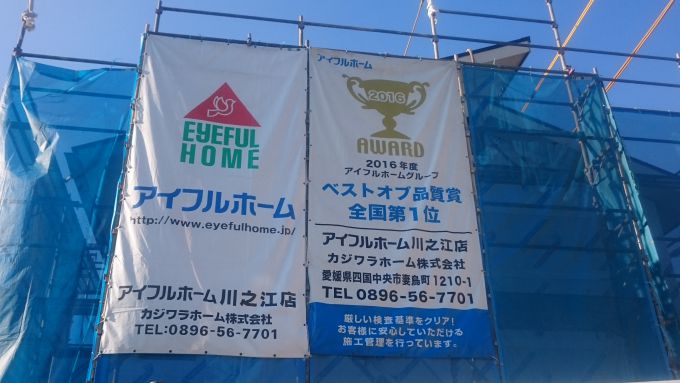 EYEFUL
HOME
アイフルホーム
http://www.eyefulhome.jp/
アイフルホーム川之江店
カジワラホーム株式会社
TEL:0896-56-7701
アイフルホーム
2016
AWARD
2016年度
アイフルホームグループ
ベストオブ品質賞
全国第1位
アイフルホーム川之江店
カジワラホーム株式会社
愛媛県四国中央市妻鳥町1210-1
TEL 0896-56-7701
厳しい検査基準をクリア!
お客様に安心していただける
施工管理を行っています。